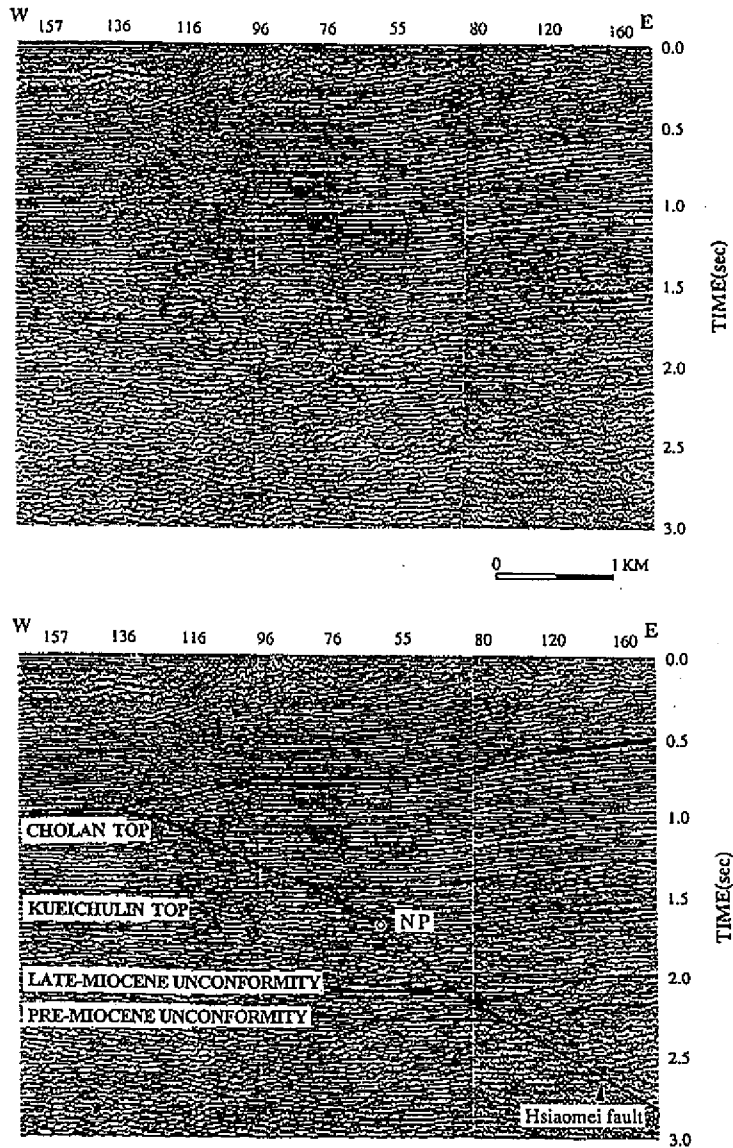 W 157 136 116 96 76 55 80 120 160 E
0.0
0.5
1.0
1.5
2.0
2.5
3.0
TIME(sec)
0 1 KM
W 157 136 116 96 76 55 80 120 160 E
0.0
0.5
1.0
CHOLAN TOP
1.5
KUEICHULIN TOP
NP
2.0
LATE-MIOCENE UNCONFORMITY
PRE-MIOCENE UNCONFORMITY
2.5
Hsiaomei fault
3.0
TIME(sec)